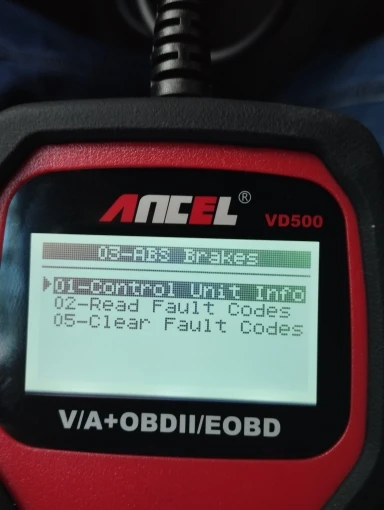 ANCEL®
VD500
03-ABS Brakes
01-Control Unit Info
02-Read Fault Codes
05-Clear Fault Codes
V/A+OBDII/EOBD